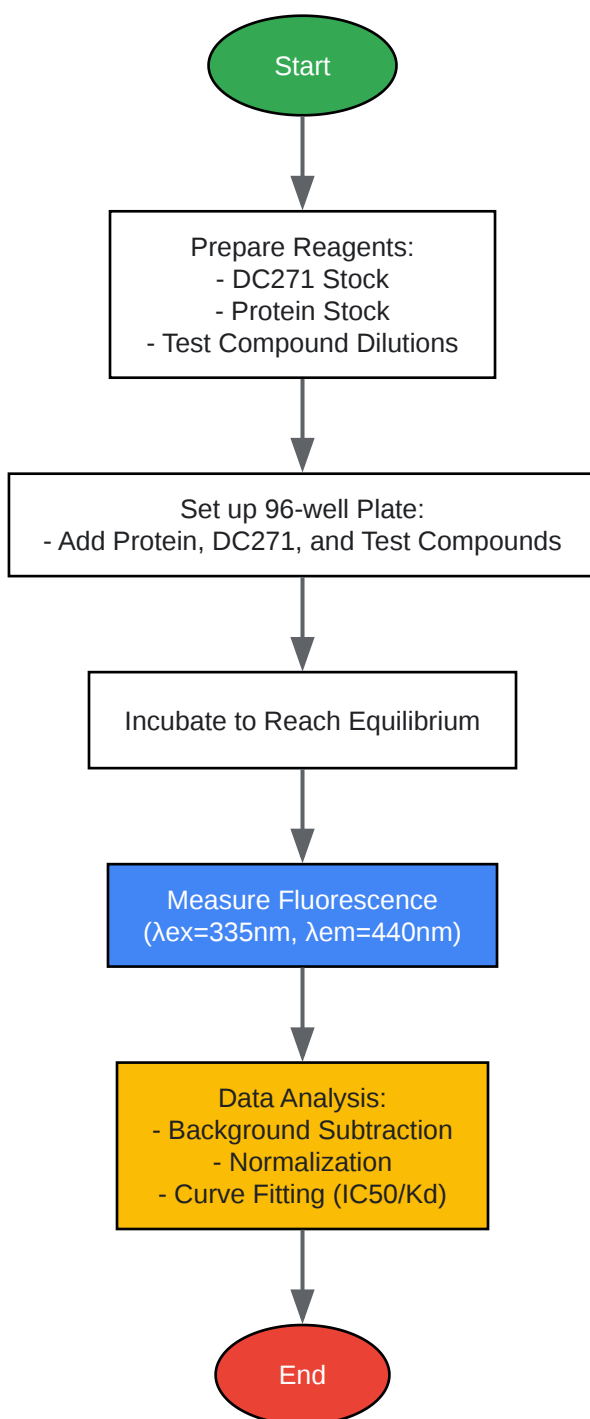 Start
Prepare Reagents:
- DC271 Stock
- Protein Stock
- Test Compound Dilutions
Set up 96-well Plate:
- Add Protein, DC271, and Test Compounds
Incubate to Reach Equilibrium
Measure Fluorescence
(λex=335nm, λem=440nm)
Data Analysis:
- Background Subtraction
- Normalization
- Curve Fitting (IC50/Kd)
End